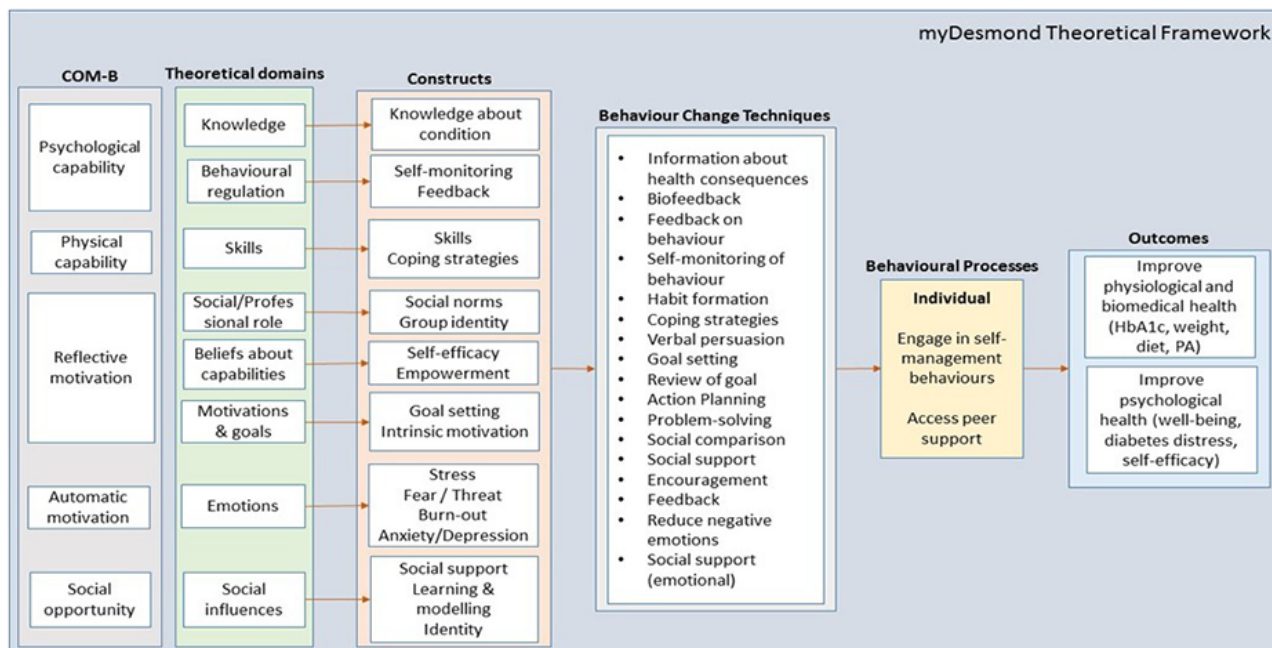 myDesmond Theoretical Framework
COM-B
Psychological
capability
Physical
capability
Reflective
motivation
Automatic
motivation
Social
opportunity
Theoretical domains
Knowledge
Behavioural
regulation
Skills
Social/Profes
sional role
Beliefs about
capabilities
Motivations
& goals
Emotions
Social
influences
Constructs
Knowledge about
condition
Self-monitoring
Feedback
Skills
Coping strategies
Social norms
Group identity
Self-efficacy
Empowerment
Goal setting
Intrinsic motivation
Stress
Fear / Threat
Burn-out
Anxiety/Depression
Social support
Learning &
modelling
Identity
Behaviour Change Techniques
• Information about
health consequences
• Biofeedback
• Feedback on
behaviour
• Self-monitoring of
behaviour
• Habit formation
• Coping strategies
• Verbal persuasion
• Goal setting
• Review of goal
• Action Planning
• Problem-solving
• Social comparison
• Social support
• Encouragement
• Feedback
• Reduce negative
emotions
• Social support
(emotional)
Behavioural Processes
Individual
Engage in self-
management
behaviours
Access peer
support
Outcomes
Improve
physiological and
biomedical health
(HbA1c, weight,
diet, PA)
Improve
psychological
health (well-being,
diabetes distress,
self-efficacy)